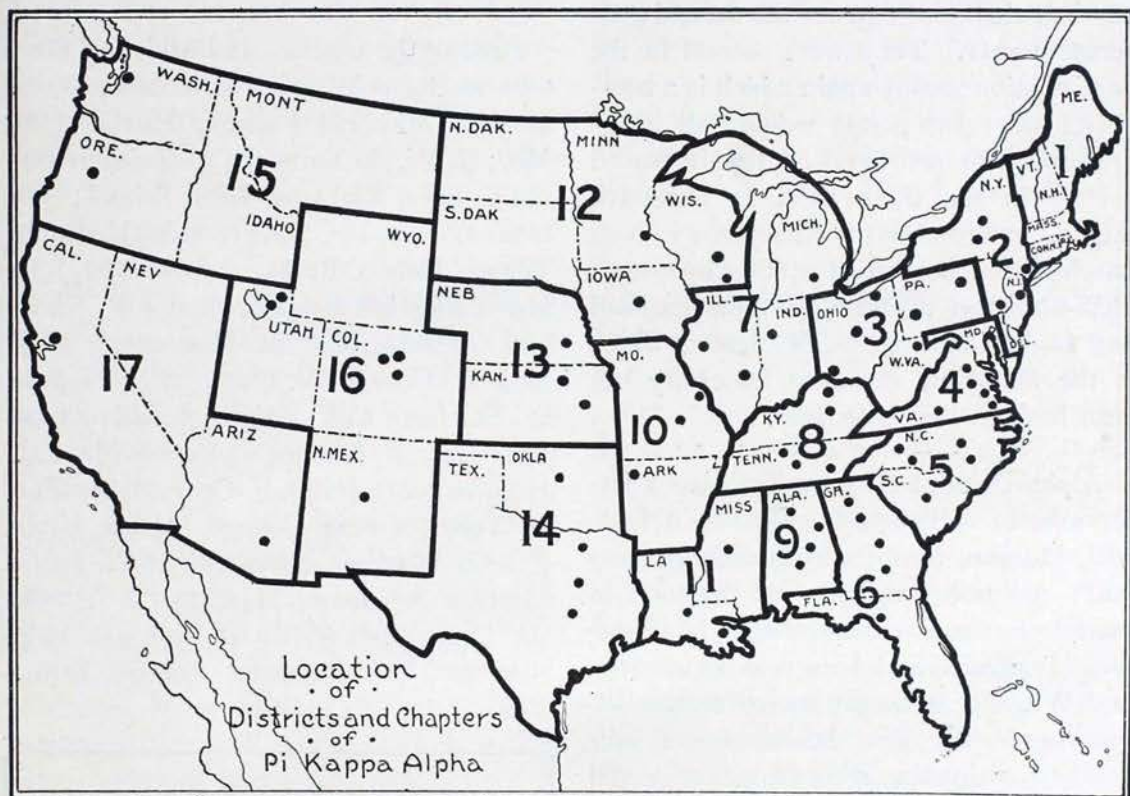 WASH.
MONT
N.DAK.
MINN
ME.
ORE.
15
IDAHO
S.DAK
12
WIS.
MICH.
N.Y.
VT.
N.H.
1
MASS.
2
WYO.
IOWA
CAL.
NEV
NEB
ILL.
7
IND.
OHIO
3
PA.
N.J.
UTAH
COL.
16
KAN.
13
MO.
W.VA.
MD.
17
10
KY.
VA.
4
ARIZ
N.MEX.
TEX.
OKLA
ARK
TENN.
8
N.C.
5
S.C.
14
MISS
ALA.
GA.
9
LA
11
FLA.
6
Location
of
Districts and Chapters
of
Pi Kappa Alpha